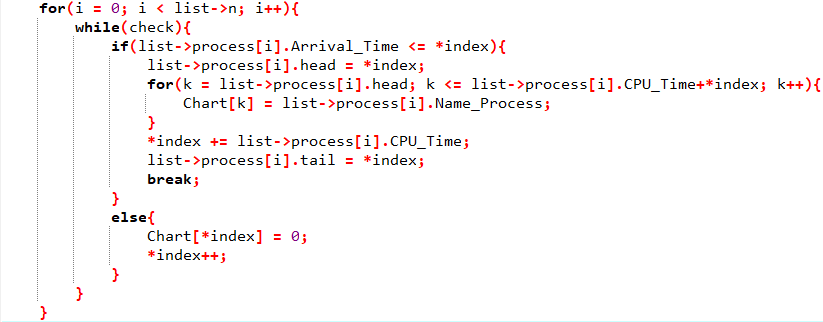 for(i = 0; i < list->n; i++){
while(check){
if(list->process[i].Arrival_Time <= *index){
list->process[i].head = *index;
for(k = list->process[i].head; k <= list->process[i].CPU_Time+*index; k++){
Chart[k] = list->process[i].Name_Process;
}
*index += list->process[i].CPU_Time;
list->process[i].tail = *index;
break;
}
else{
Chart[*index] = 0;
*index++;
}
}
}